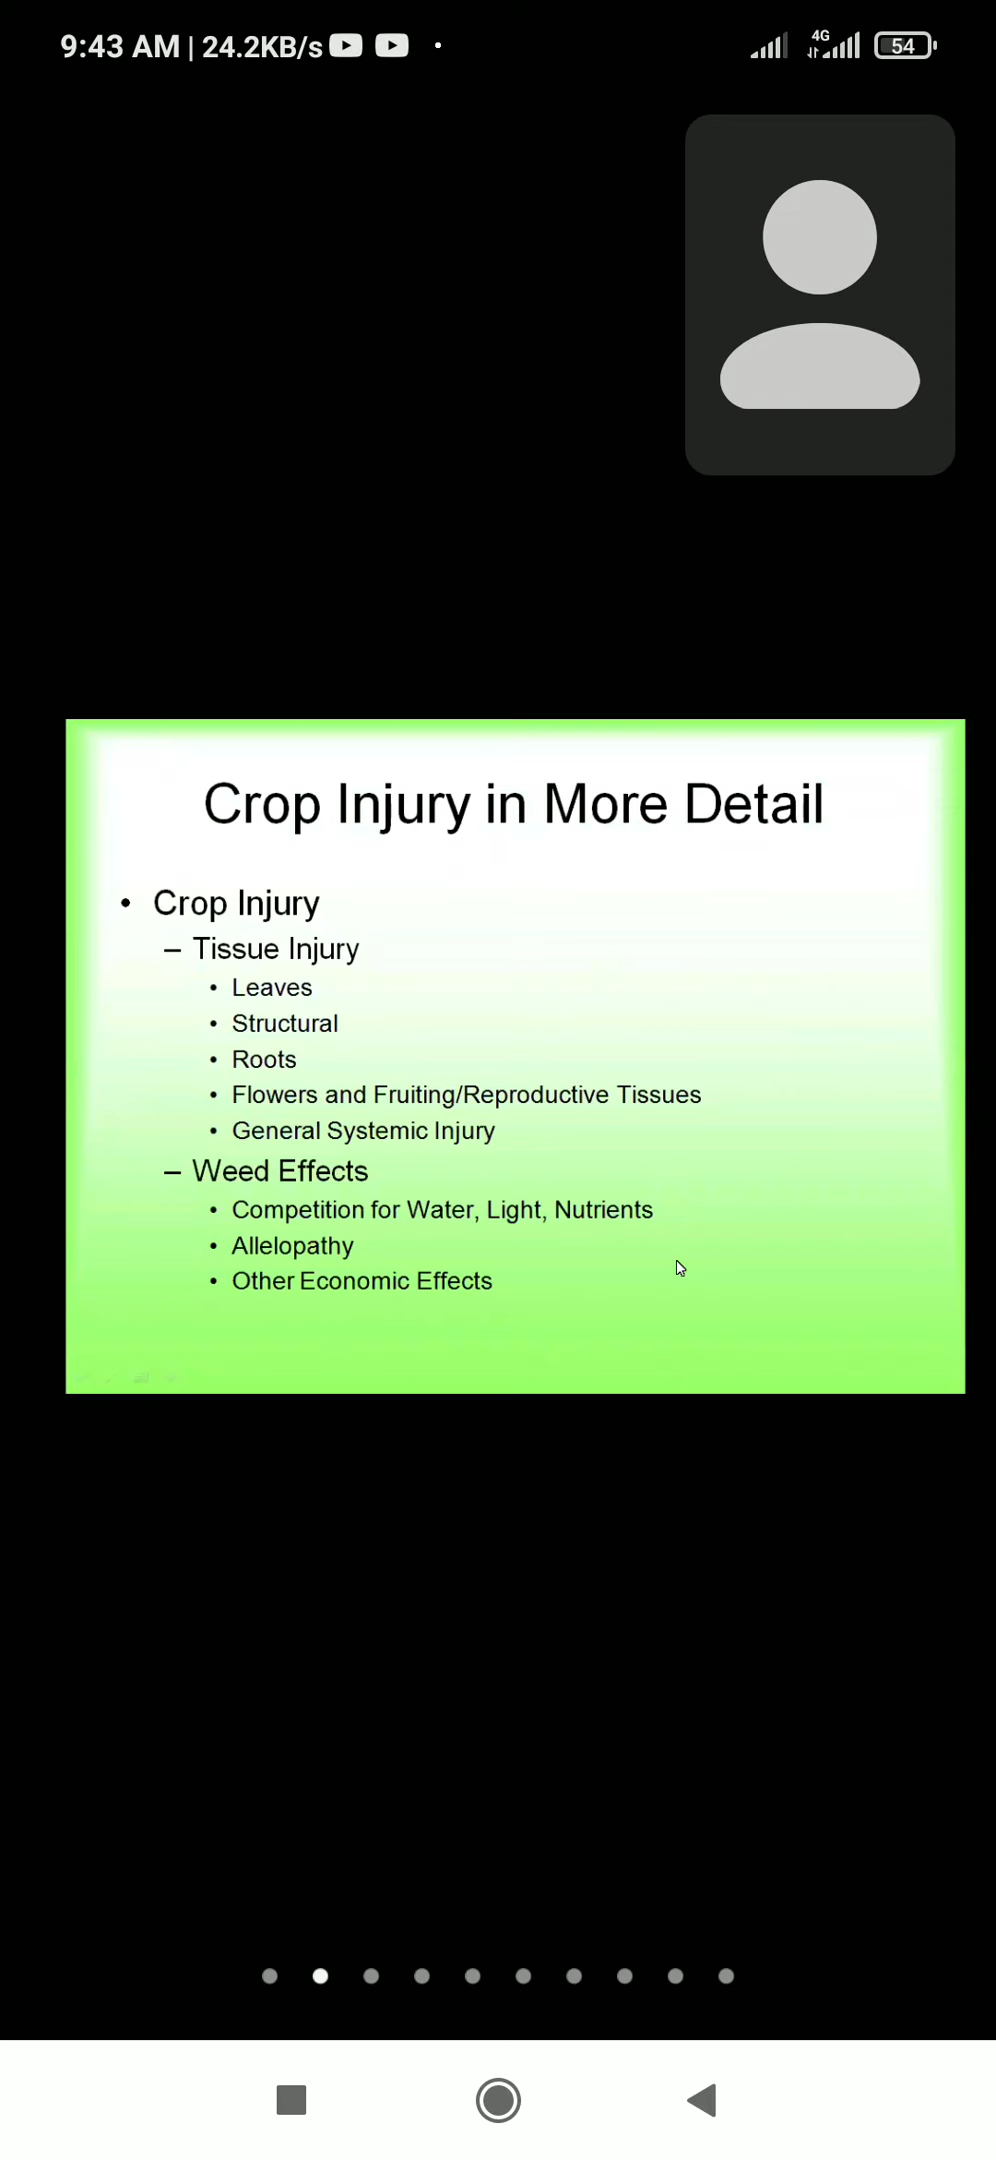 9:43 AM | 24.2KB/s
4G
54
Crop Injury in More Detail
• Crop Injury
– Tissue Injury
• Leaves
• Structural
• Roots
• Flowers and Fruiting/Reproductive Tissues
• General Systemic Injury
– Weed Effects
• Competition for Water, Light, Nutrients
• Allelopathy
• Other Economic Effects